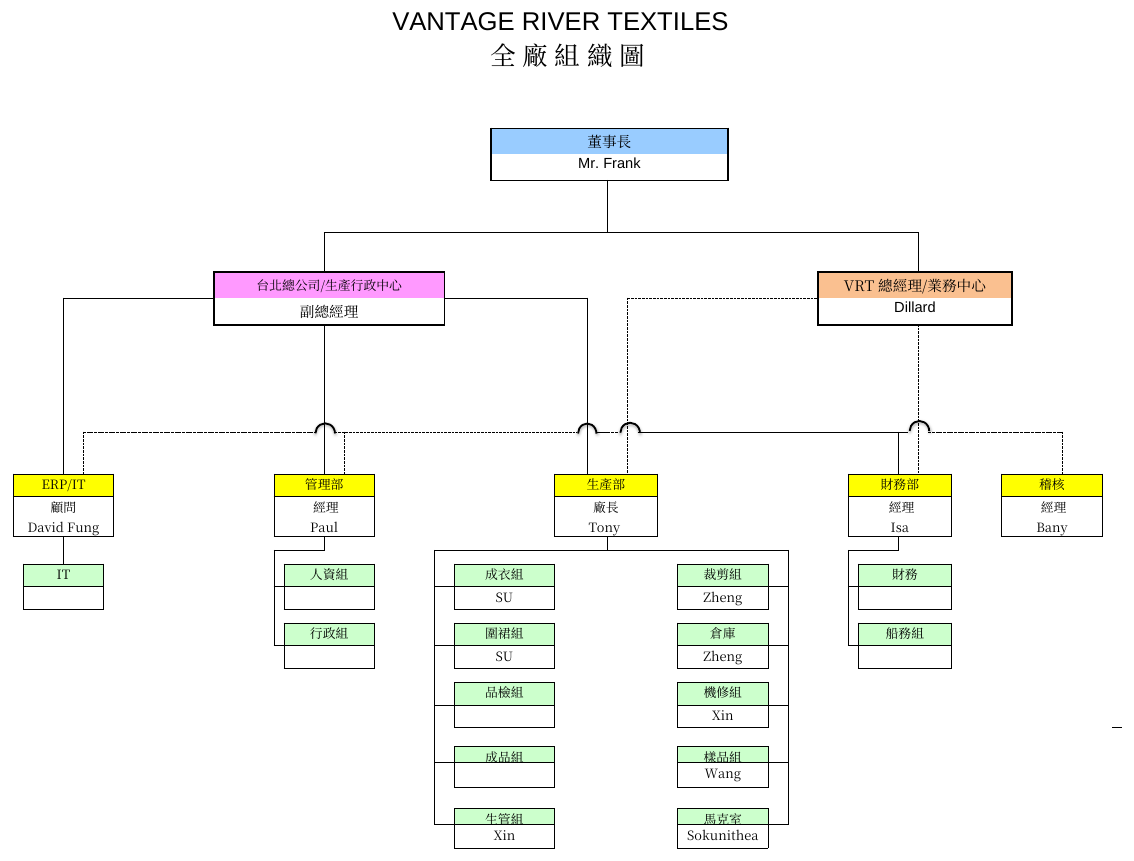 VANTAGE RIVER TEXTILES
全廠組織圖
董事長
Mr. Frank
台北總公司/生產行政中心
副總經理
VRT 總經理/業務中心
Dillard
ERP/IT
顧問
David Fung
管理部
經理
Paul
生產部
廠長
Tony
財務部
經理
Isa
稽核
經理
Bany
IT
人資組
行政組
成衣組
SU
圍裙組
SU
品檢組
成品組
生管組
Xin
裁剪組
Zheng
倉庫
Zheng
機修組
Xin
樣品組
Wang
馬克室
Sokunithea
財務
船務組